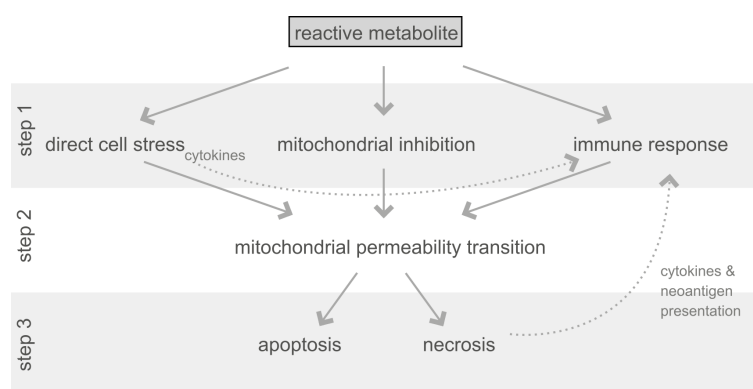 reactive metabolite
step 1
direct cell stress
mitochondrial inhibition
immune response
cytokines
step 2
mitochondrial permeability transition
cytokines &
neoantigen
presentation
step 3
apoptosis
necrosis